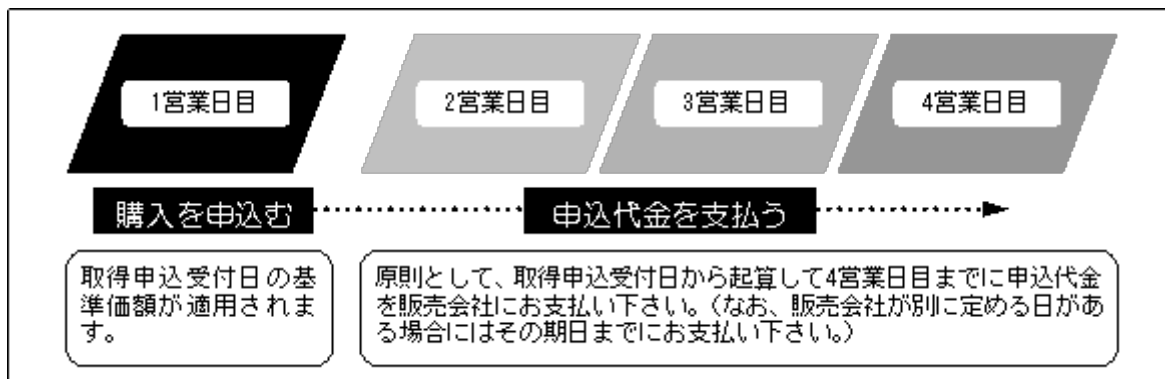 1営業日目
2営業日目
3営業日目
4営業日目
購入を申込む
申込代金を支払う
取得申込受付日の基
準価額が適用されま
す。
原則として、取得申込受付日から起算して4営業日目までに申込代金
を販売会社にお支払い下さい。（なお、販売会社が別に定める日があ
る場合にはその期日までにお支払い下さい。）